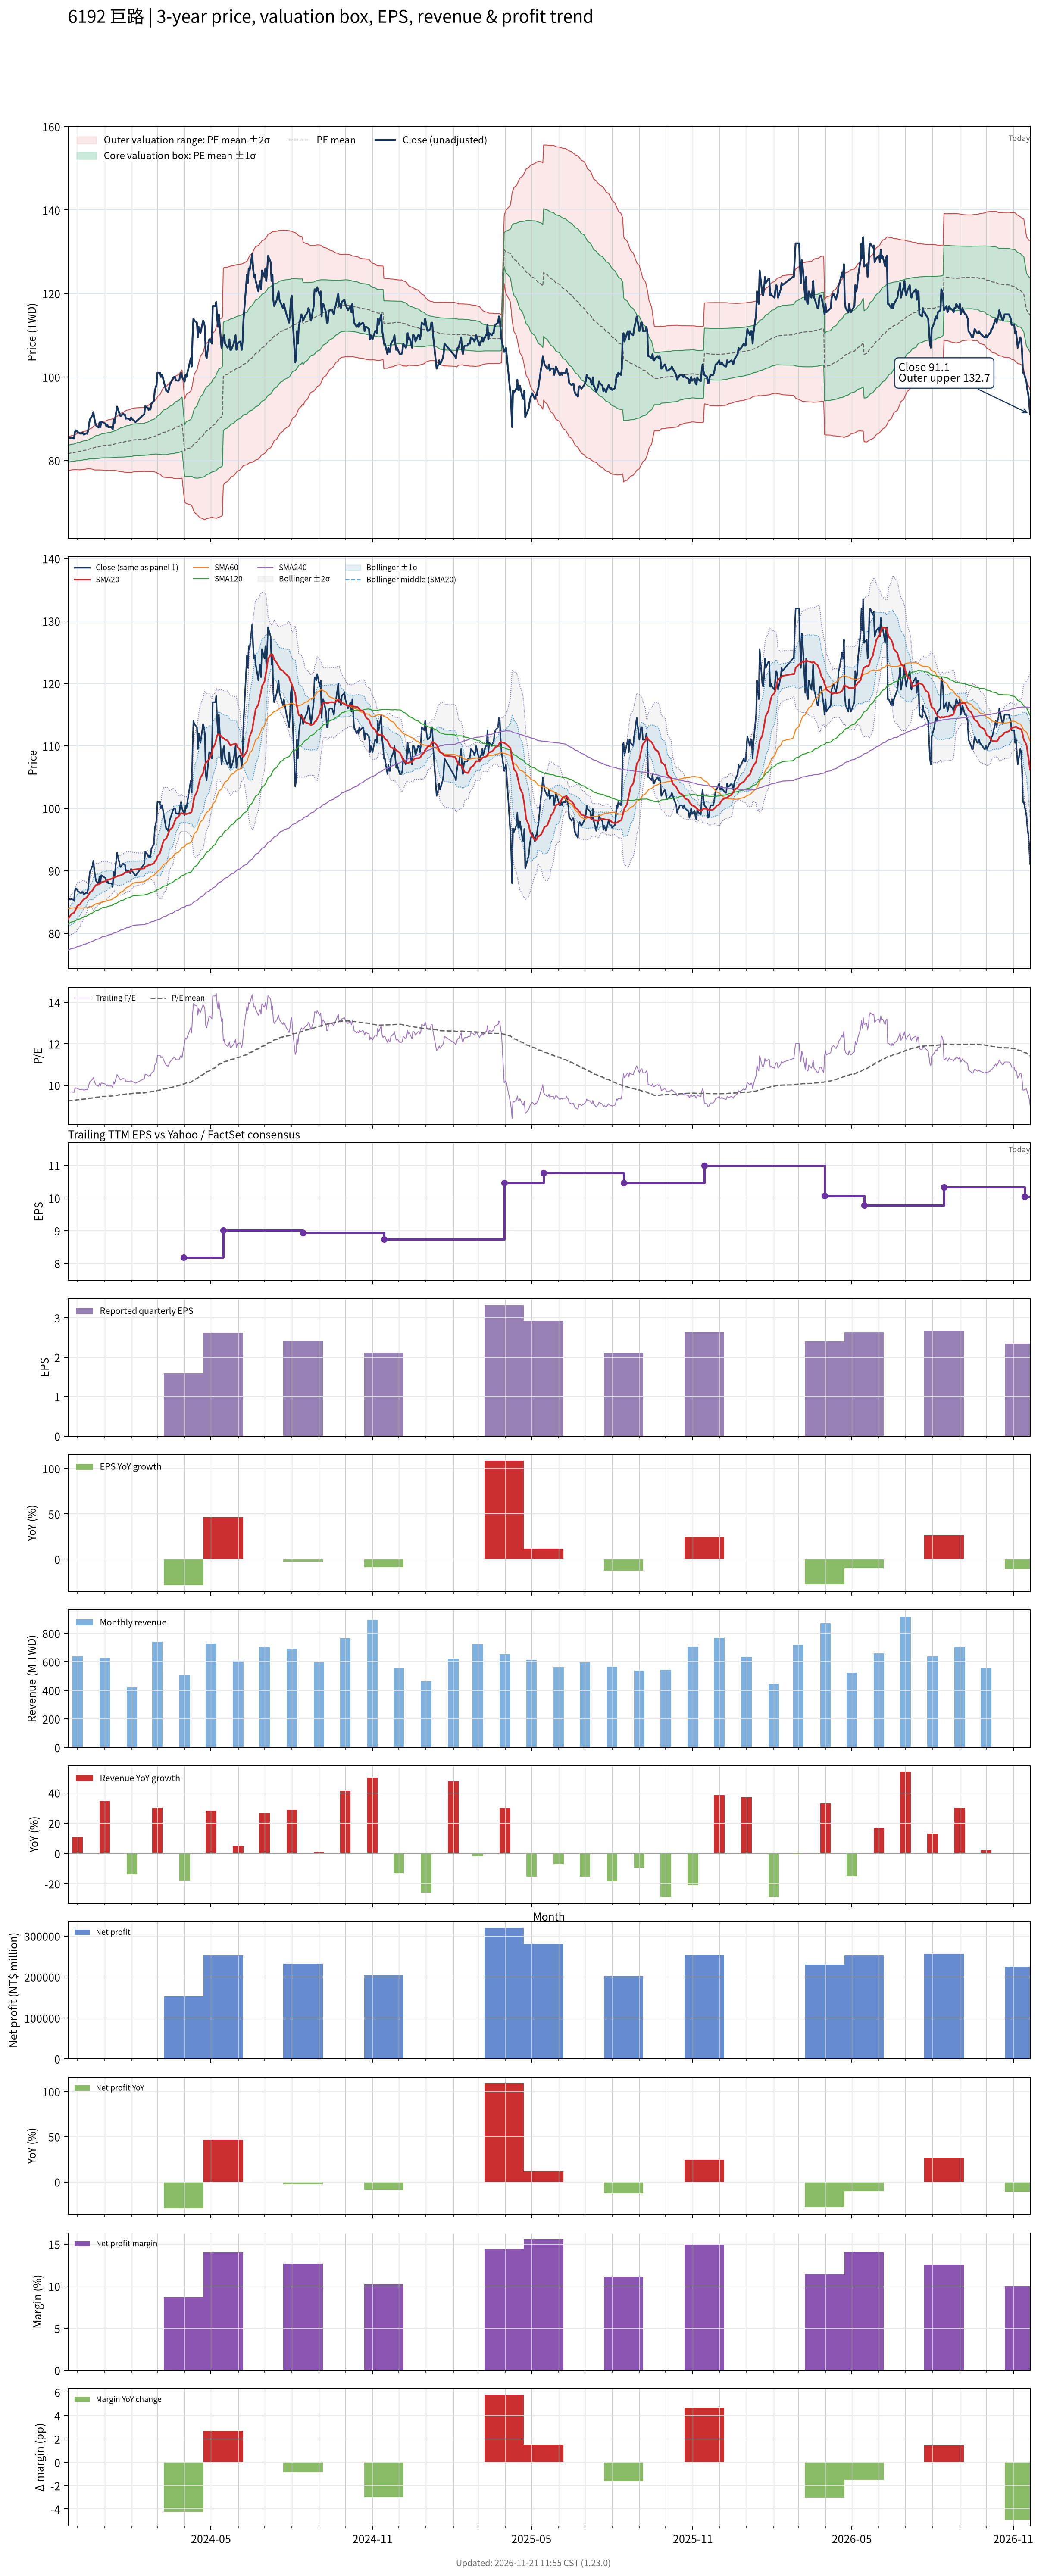 6192 巨路 | 3-year price, valuation box, EPS, revenue & profit trend
Outer valuation range: PE mean ±2σ
PE mean
Close (unadjusted)
Core valuation box: PE mean ±1σ
Today
160
140
120
100
80
Price (TWD)
Close 91.1
Outer upper 132.7
Close (same as panel 1)
SMA20
SMA60
SMA120
SMA240
Bollinger ±2σ
Bollinger ±1σ
Bollinger middle (SMA20)
140
130
120
110
100
90
80
Price
Trailing P/E
P/E mean
14
12
10
P/E
Trailing TTM EPS vs Yahoo / FactSet consensus
Today
11
10
9
8
EPS
Reported quarterly EPS
3
2
1
0
EPS
EPS YoY growth
100
50
0
YoY (%)
Monthly revenue
800
600
400
200
0
Revenue (M TWD)
Revenue YoY growth
40
20
0
-20
YoY (%)
Month
Net profit
300000
200000
100000
0
Net profit (NT$ million)
Net profit YoY
100
50
0
YoY (%)
Net profit margin
15
10
5
0
Margin (%)
Margin YoY change
6
4
2
0
-2
-4
Δ margin (pp)
2024-05
2024-11
2025-05
2025-11
2026-05
2026-11
Updated: 2026-11-21 11:55 CST (1.23.0)